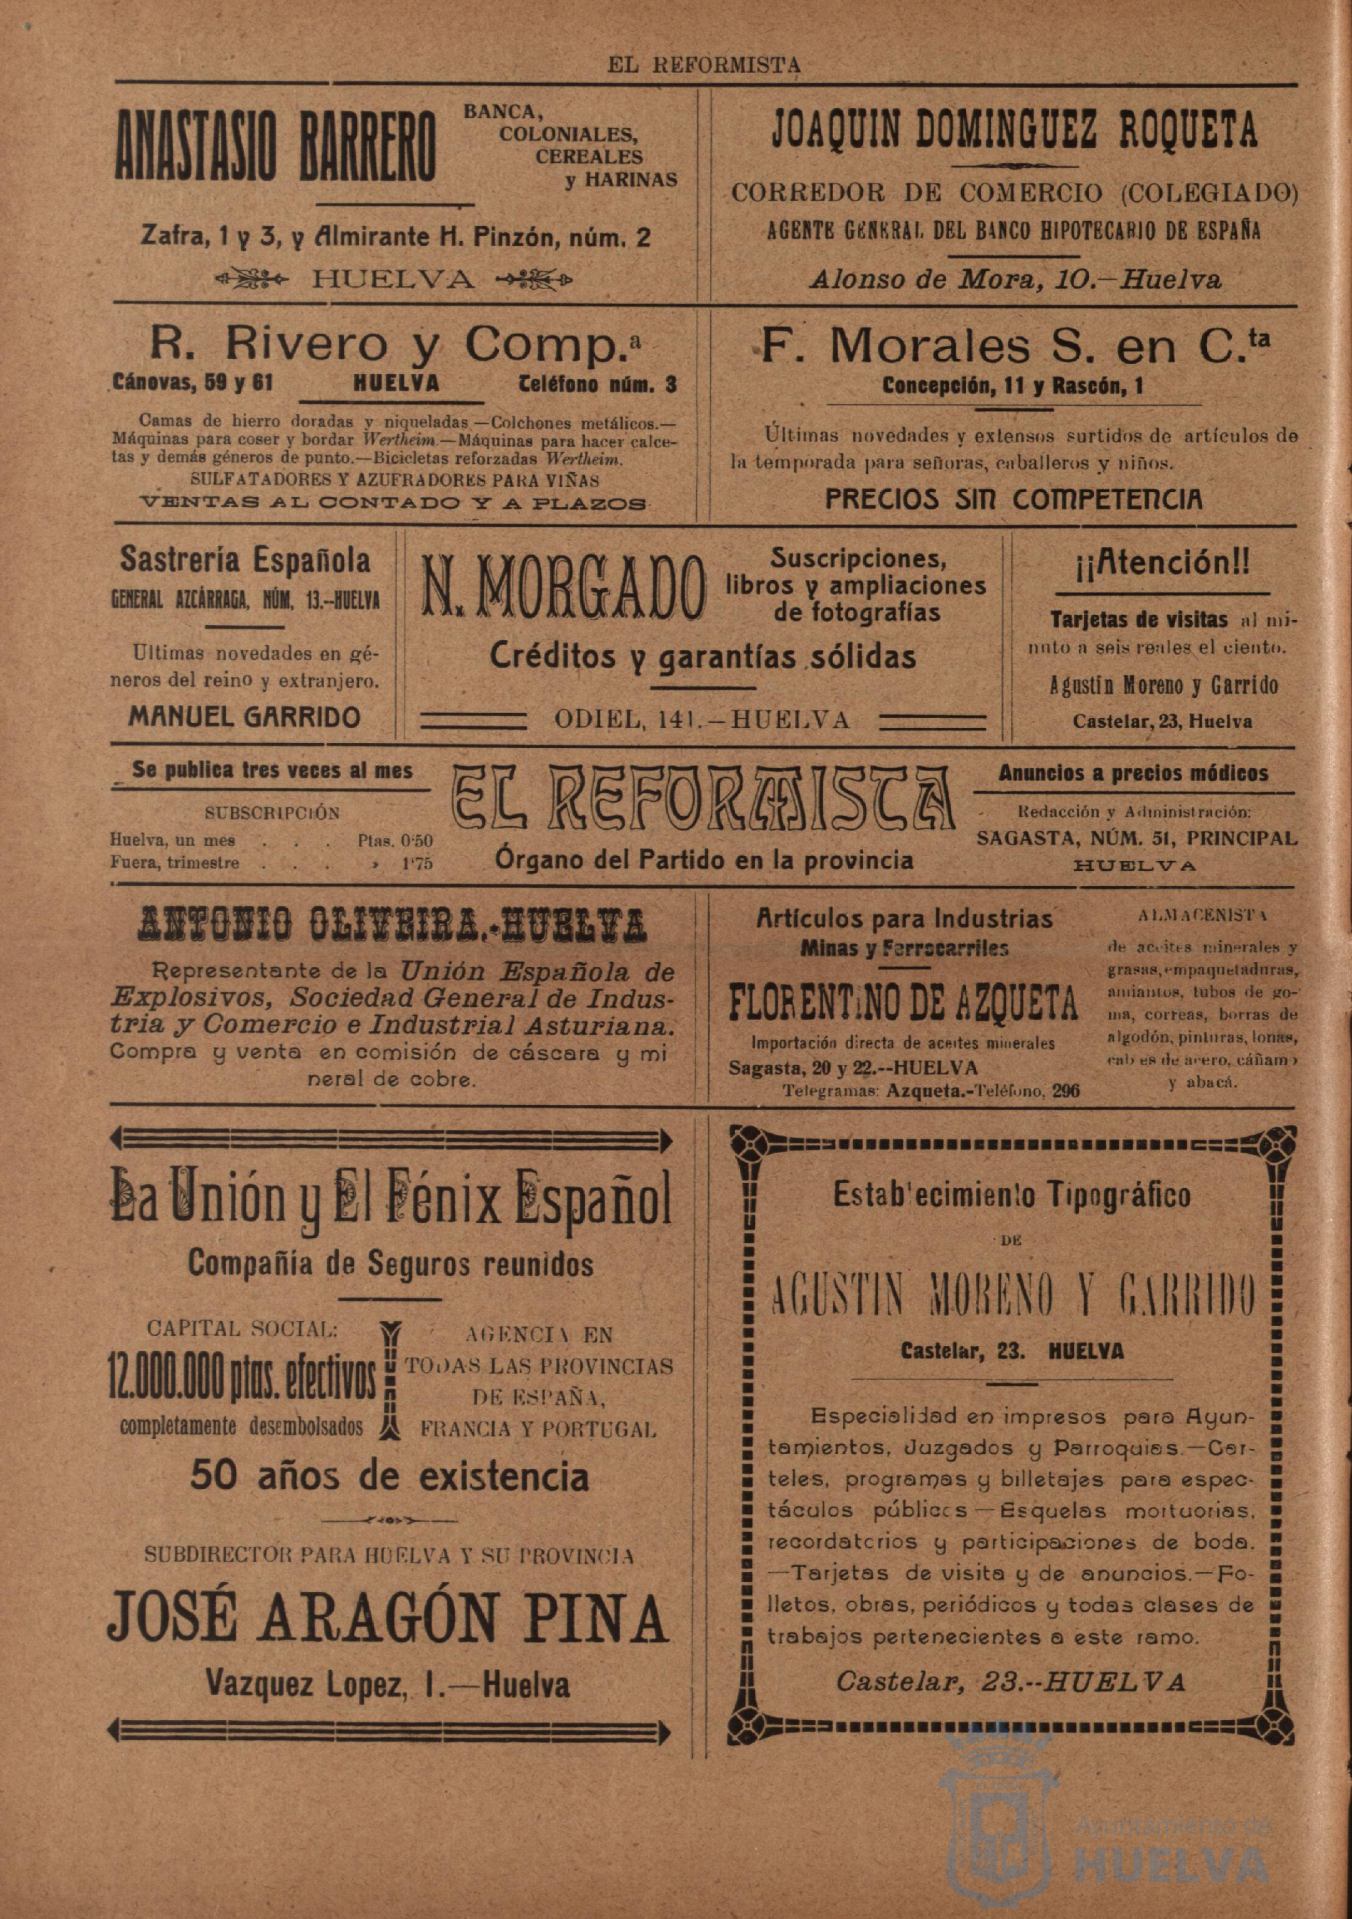 EL REFORMISTA
ANASTASIO BARRERO
BANCA,
COLONIALES,
CEREALES
y HARINAS
Zafra, 1 y 3, y Almirante H. Pinzón, núm. 2
HUELVA
JOAQUIN DOMINGUEZ ROQUETA
CORREDOR DE COMERCIO (COLEGIADO)
AGENTE GENERAL DEL BANCO HIPOTECARIO DE ESPAÑA
Alonso de Mora, 10.—Huelva
R. Rivero y Comp.ª
Cánovas, 59 y 61 HUELVA Teléfono núm. 3
Camas de hierro doradas y niqueladas.—Colchones metálicos.—
Máquinas para coser y bordar Wertheim.—Máquinas para hacer calce-
tas y demás géneros de punto.—Bicicletas reforzadas Wertheim.
SULFATADORES Y AZUFRADORES PARA VIÑAS
VENTAS AL CONTADO Y A PLAZOS
F. Morales S. en C.ta
Concepción, 11 y Rascón, 1
Últimas novedades y extensos surtidos de artículos de
la temporada para señoras, caballeros y niños.
PRECIOS SIN COMPETENCIA
Sastrería Española
GENERAL AZCÁRRAGA, NÚM, 13.--HUELVA
Ultimas novedades en gé-
neros del reino y extranjero.
MANUEL GARRIDO
N. MORGADO
Suscripciones,
libros y ampliaciones
de fotografías
Créditos y garantías sólidas
ODIEL, 141.—HUELVA
¡¡Atención!!
Tarjetas de visitas al mi-
nuto a seis reales el ciento.
Agustin Moreno y Garrido
Castelar, 23, Huelva
Se publica tres veces al mes
SUBSCRIPCIÓN
Huelva, un mes . . . Ptas. 0'50
Fuera, trimestre . . . » 1'75
EL REFORMISTA
Órgano del Partido en la provincia
Anuncios a precios módicos
Redacción y Administración:
SAGASTA, NÚM. 51, PRINCIPAL
HUELVA
ANTONIO OLIVEIRA.-HUELVA
Representante de la Unión Española de
Explosivos, Sociedad General de Indus-
tria y Comercio e Industrial Asturiana.
Compra y venta en comisión de cáscara y mi
neral de cobre.
Artículos para Industrias
Minas y Ferrocarriles
FLORENTINO DE AZQUETA
Importación directa de aceites minerales
Sagasta, 20 y 22.--HUELVA
Telegramas: Azqueta.-Teléfono, 296
ALMACENISTA
de aceites minerales y
grasas, empaquetaduras,
amiantos, tubos de go-
ma, correas, borras de
algodón, pinturas, lonas,
cab es de acero, cáñamo
y abacá.
La Unión y El Fénix Español
Compañía de Seguros reunidos
CAPITAL SOCIAL:
12.000.000 ptas. efectivos
completamente desembolsados
AGENCIA EN
TODAS LAS PROVINCIAS
DE ESPAÑA,
FRANCIA Y PORTUGAL
50 años de existencia
SUBDIRECTOR PARA HUELVA Y SU PROVINCIA
JOSÉ ARAGÓN PINA
Vazquez Lopez, 1.—Huelva
Establecimiento Tipográfico
DE
AGUSTIN MORENO Y GARRIDO
Castelar, 23. HUELVA
Especialidad en impresos para Ayun-
tamientos, Juzgados y Parroquias.—Car-
teles, programas y billetajes para espec-
táculos públicos—Esquelas mortuorias,
recordatorios y participaciones de boda.
—Tarjetas de visita y de anuncios.—Fo-
lletos, obras, periódicos y todas clases de
trabajos pertenecientes a este ramo.
Castelar, 23.--HUELVA
Ayuntamiento de
HUELVA